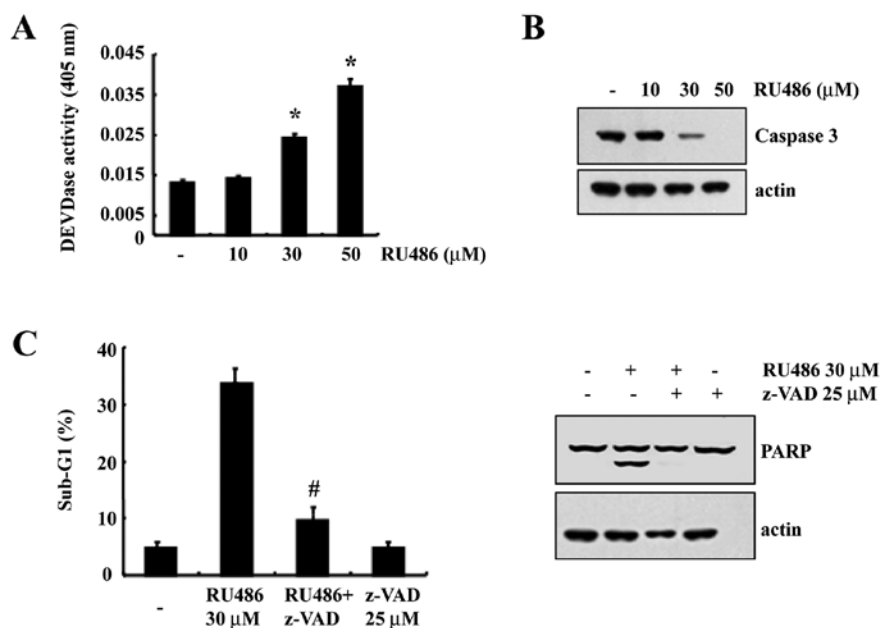 A
DEVDase activity (405 nm)
0.045
0.035
0.025
0.015
0.005
0
*
*
- 10 30 50 RU486 (μM)
B
- 10 30 50 RU486 (μM)
Caspase 3
actin
C
Sub-G1 (%)
40
30
20
10
0
#
- RU486 30 μM RU486+ z-VAD z-VAD 25 μM
- + + - RU486 30 μM
- - + + z-VAD 25 μM
PARP
actin